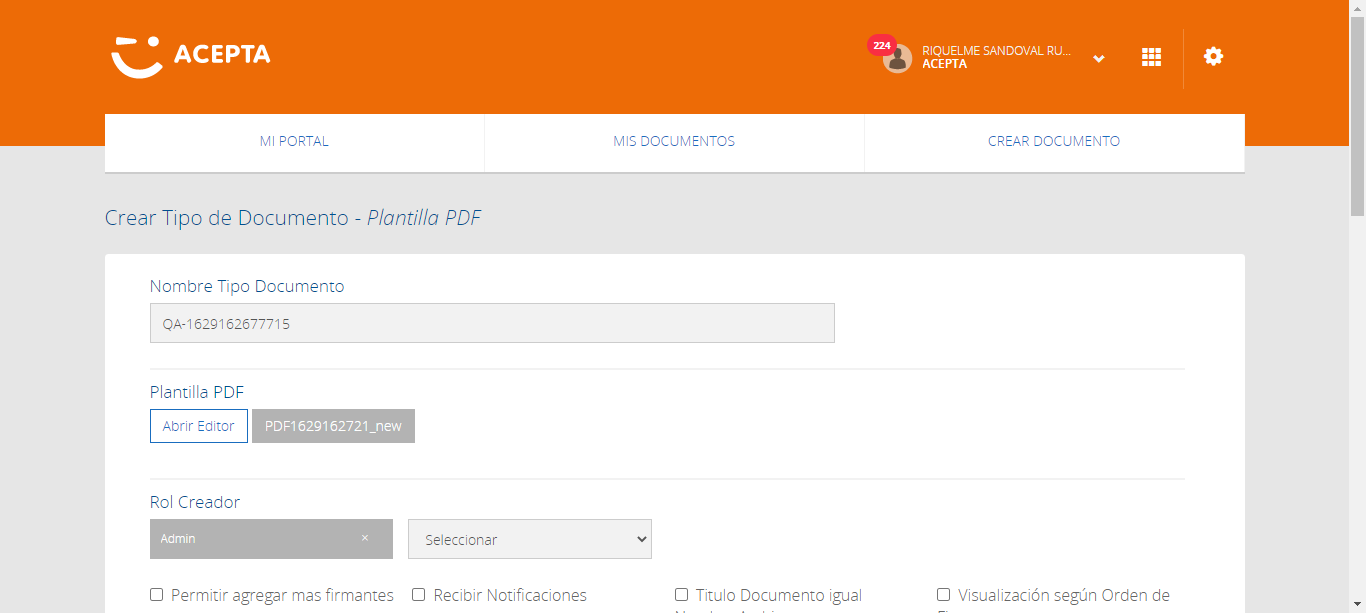 ACEPTA
224
RIQUELME SANDOVAL RU...
ACEPTA
MI PORTAL
MIS DOCUMENTOS
CREAR DOCUMENTO
Crear Tipo de Documento - Plantilla PDF
Nombre Tipo Documento
QA-1629162677715
Plantilla PDF
Abrir Editor
PDF1629162721_new
Rol Creador
Admin ×
Seleccionar
Permitir agregar mas firmantes
Recibir Notificaciones
Titulo Documento igual
Visualización según Orden de